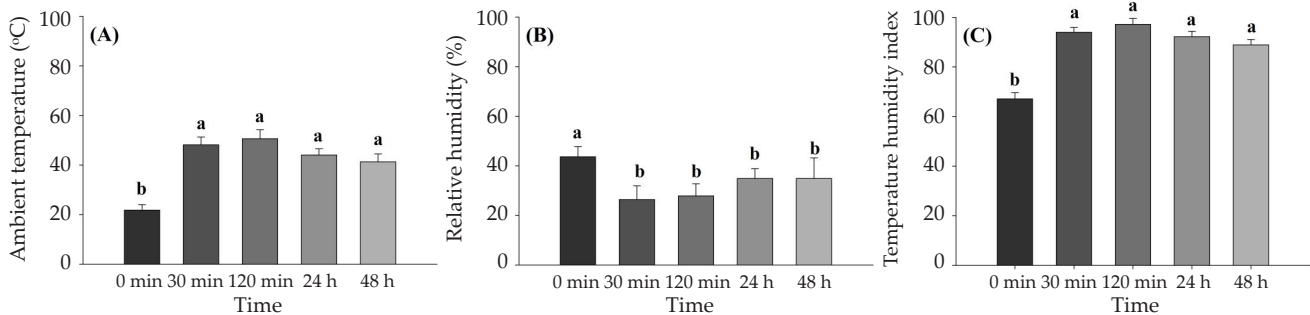 Ambient temperature (ºC)
100
80
60
40
20
0
(A)
b
a
a
a
a
0 min 30 min 120 min 24 h 48 h
Time
Relative humidity (%)
100
80
60
40
20
0
(B)
a
b
b
b
b
0 min 30 min 120 min 24 h 48 h
Time
Temperature humidity index
100
80
60
40
20
0
(C)
b
a
a
a
a
0 min 30 min 120 min 24 h 48 h
Time